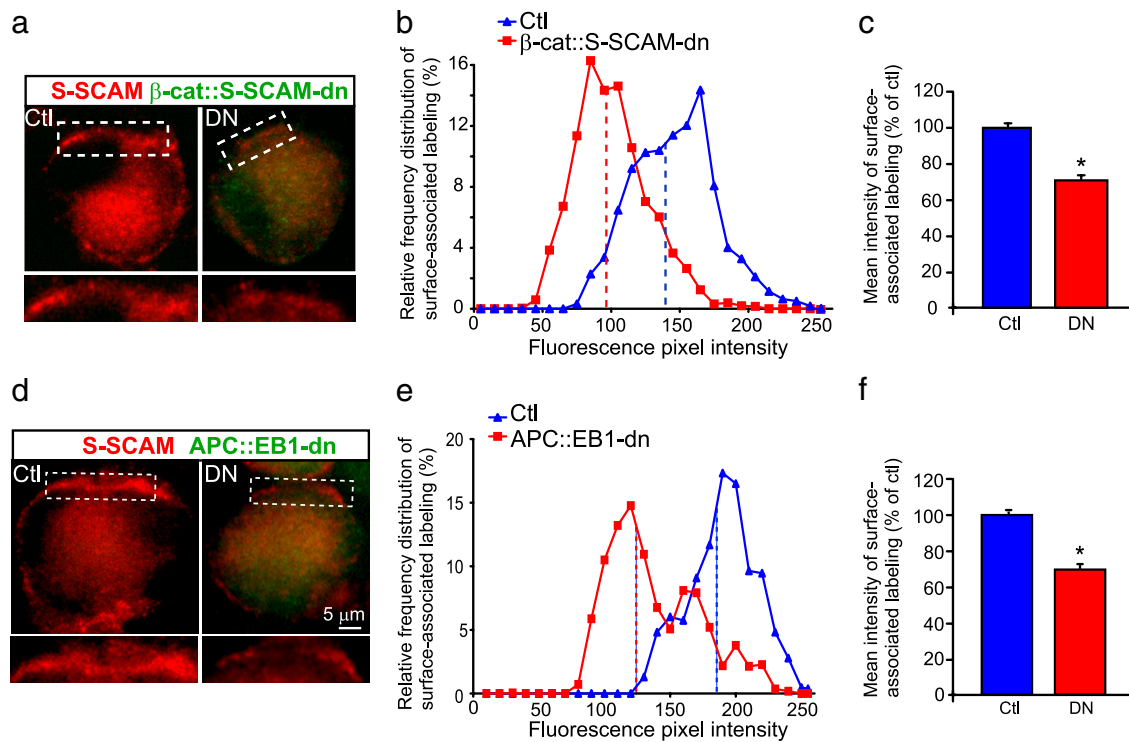 a
S-SCAM β-cat::S-SCAM-dn
Ctl
DN
b
Ctl
β-cat::S-SCAM-dn
Relative frequency distribution of
surface-associated labeling (%)
16
12
8
4
0
0 50 100 150 200 250
Fluorescence pixel intensity
c
Mean intensity of surface-
associated labeling (% of ctl)
140
120
100
80
60
40
20
0
*
Ctl DN
d
S-SCAM APC::EB1-dn
Ctl
DN
5 μm
e
Ctl
APC::EB1-dn
Relative frequency distribution of
surface-associated labeling (%)
20
15
10
5
0
0 50 100 150 200 250
Fluorescence pixel intensity
f
Mean intensity of surface-
associated labeling (% of ctl)
140
120
100
80
60
40
20
0
*
Ctl DN